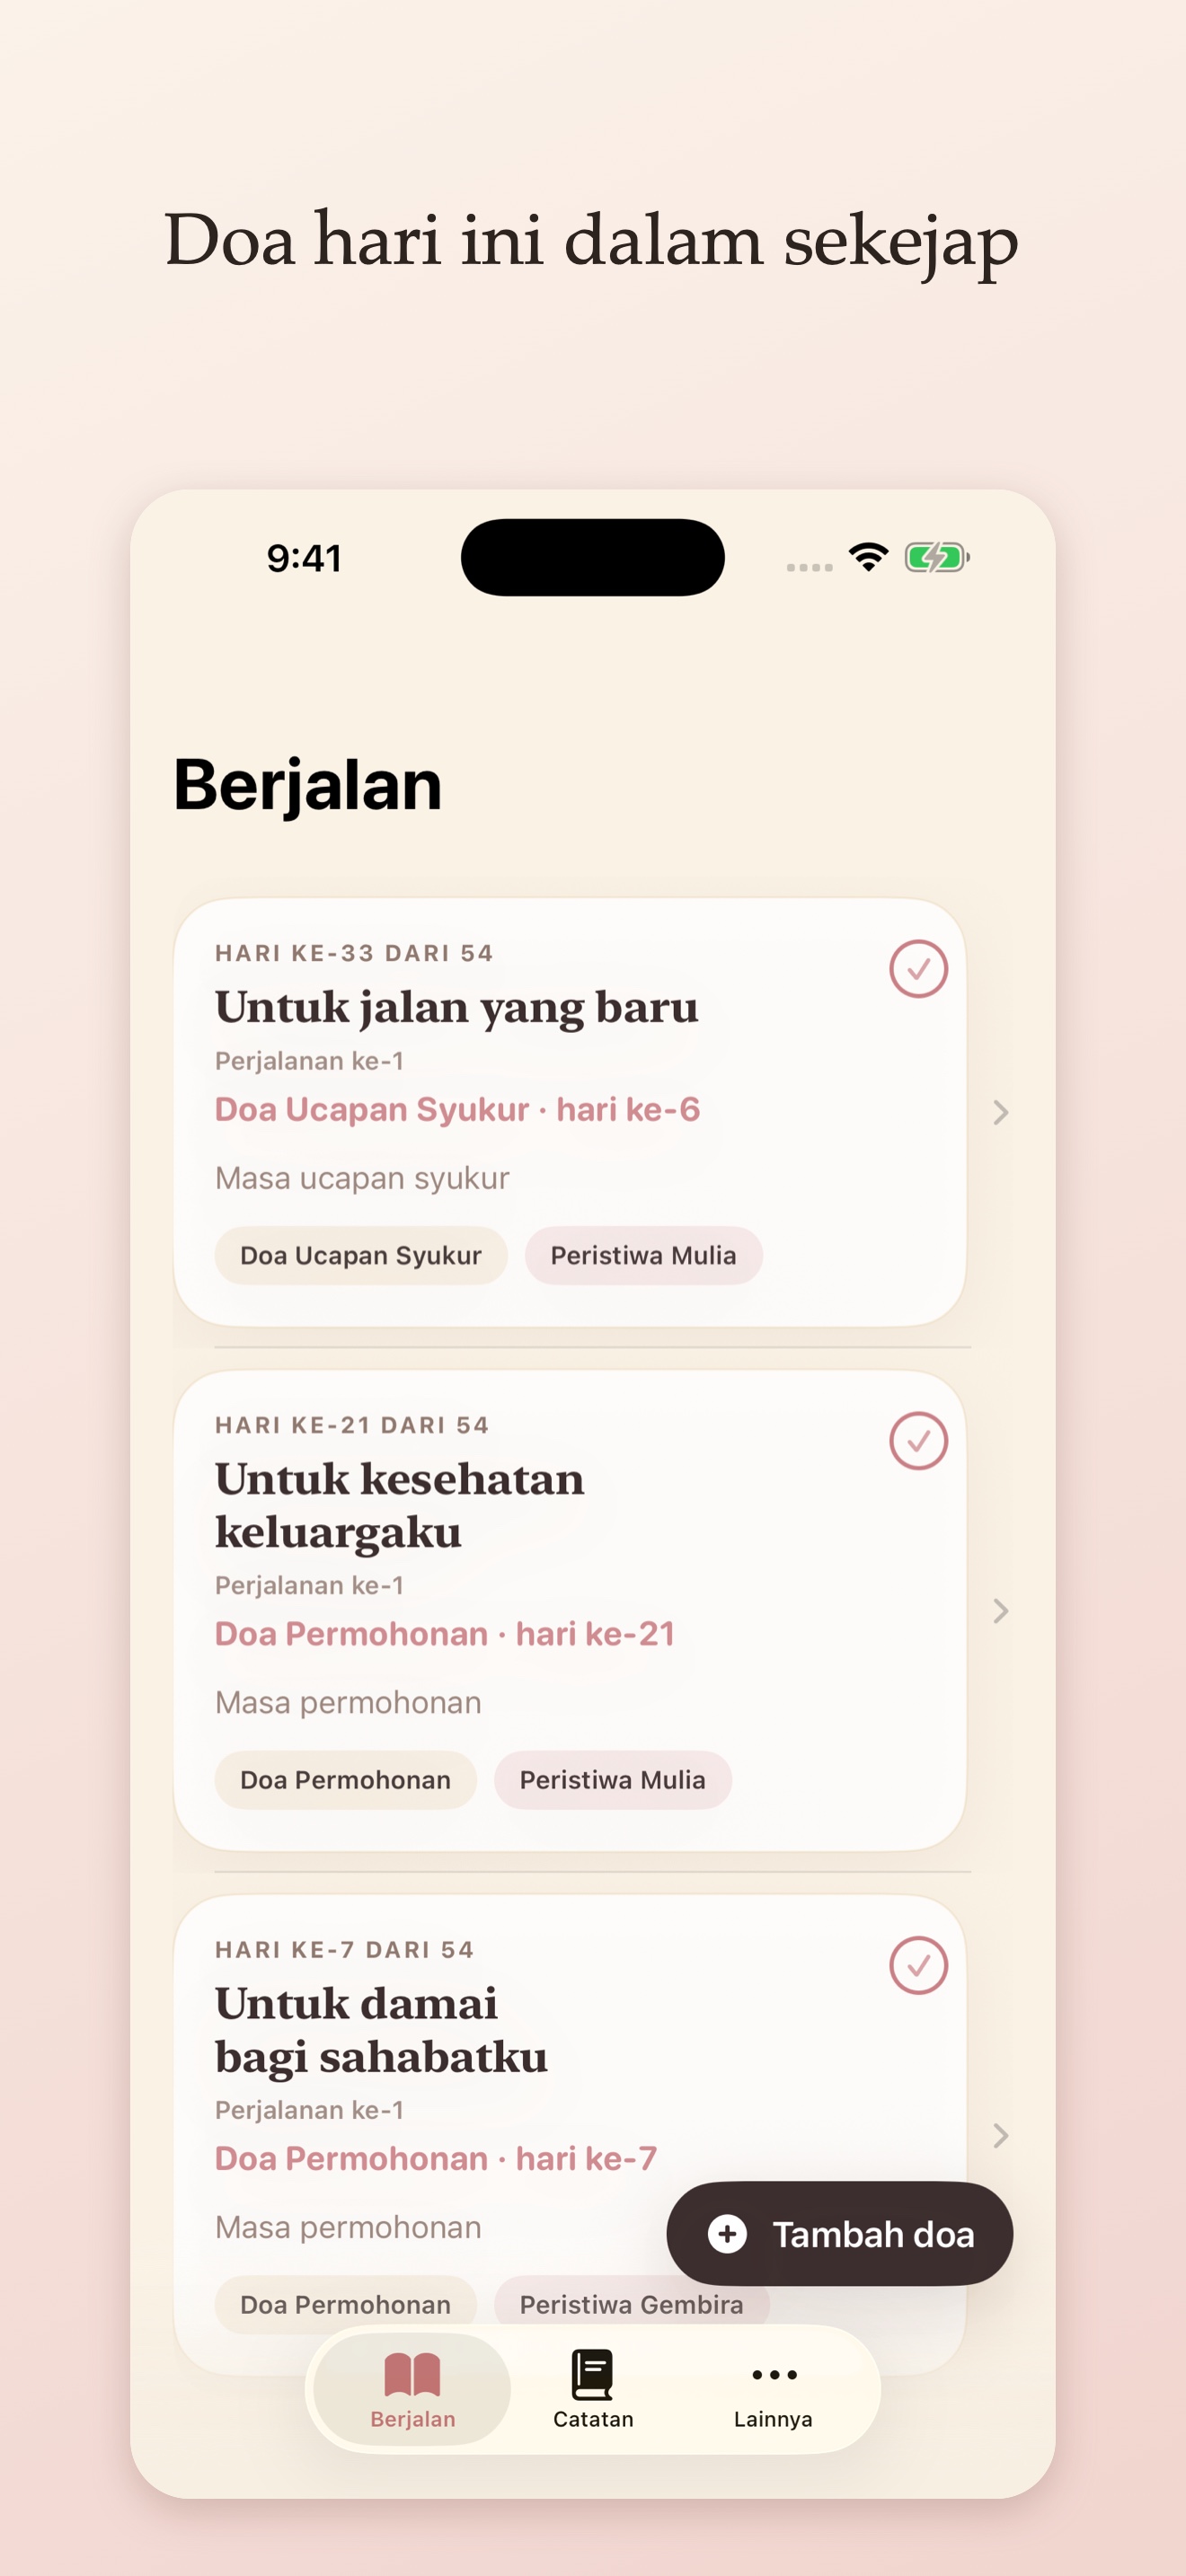 Doa hari ini dalam sekejap
9:41
Berjalan
HARI KE-33 DARI 54
Untuk jalan yang baru
Perjalanan ke-1
Doa Ucapan Syukur · hari ke-6
Masa ucapan syukur
Doa Ucapan Syukur
Peristiwa Mulia
HARI KE-21 DARI 54
Untuk kesehatan
keluargaku
Perjalanan ke-1
Doa Permohonan · hari ke-21
Masa permohonan
Doa Permohonan
Peristiwa Mulia
HARI KE-7 DARI 54
Untuk damai
bagi sahabatku
Perjalanan ke-1
Doa Permohonan · hari ke-7
Masa permohonan
Tambah doa
Doa Permohonan
Peristiwa Gembira
Berjalan
Catatan
Lainnya